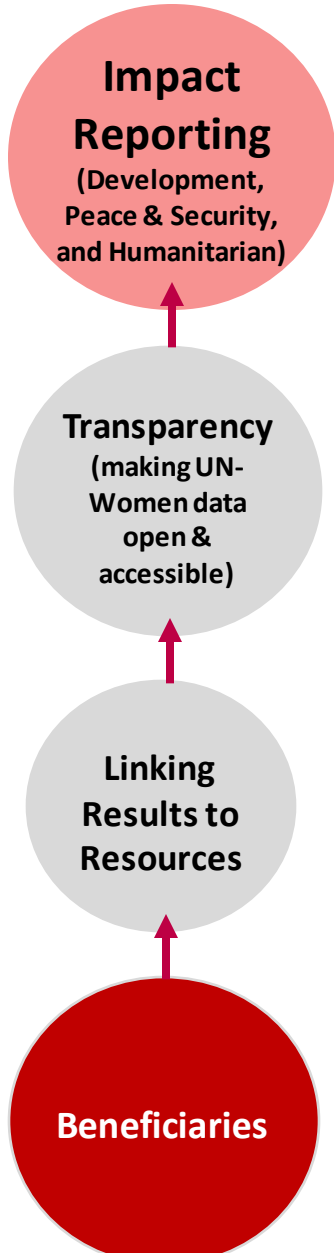 Impact
Reporting
(Development,
Peace & Security,
and Humanitarian)
Transparency
(making UN-
Women data
open &
accessible)
Linking
Results to
Resources
Beneficiaries